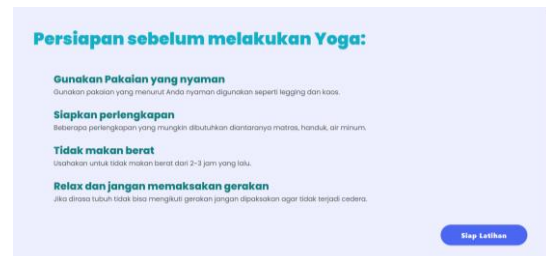 Persiapan sebelum melakukan Yoga:
Gunakan Pakaian yang nyaman
Gunakan pakaian yang menurut Anda nyaman digunakan seperti legging dan kaos.
Siapkan perlengkapan
Beberapa perlengkapan yang mungkin dibutuhkan diantaranya matras, handuk, air minum.
Tidak makan berat
Usahakan untuk tidak makan berat dari 2-3 jam yang lalu.
Relax dan jangan memaksakan gerakan
Jika dirasa tubuh tidak bisa mengikuti gerakan jangan dipaksakan agar tidak terjadi cedera.
Siap Latihan